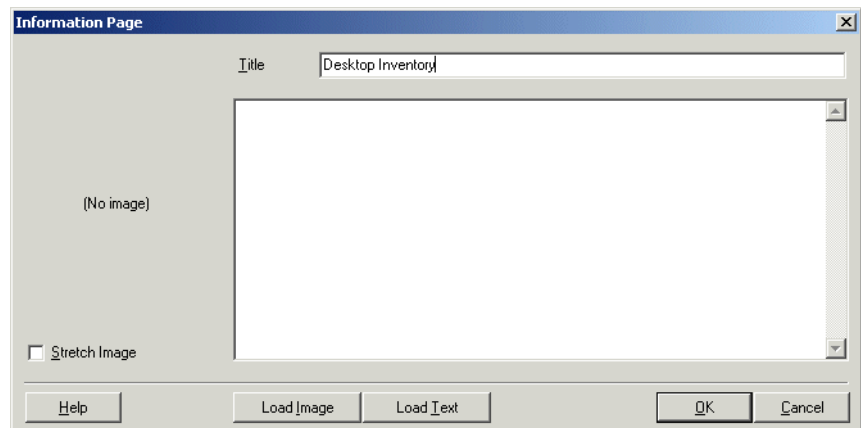 Information Page
Title Desktop Inventory
(No image)
Stretch Image
Help Load Image Load Text OK Cancel